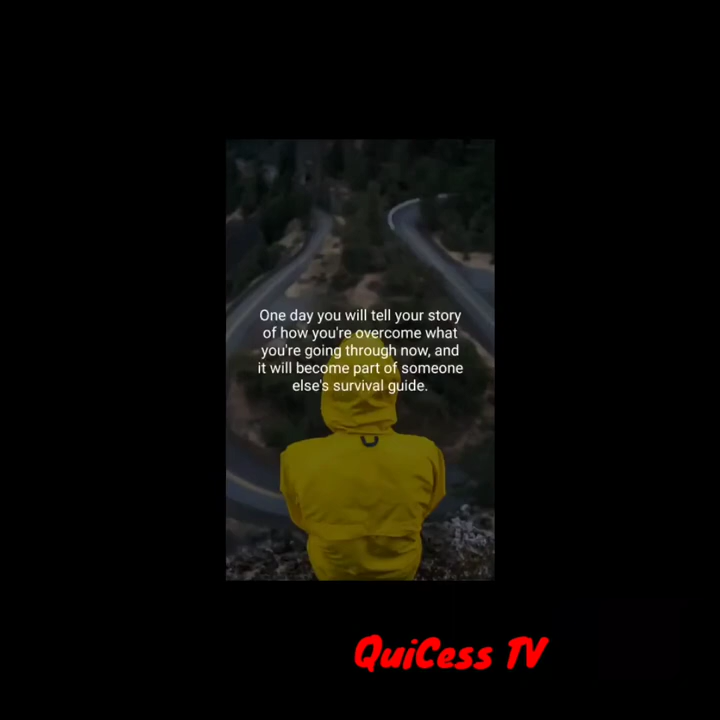 One day you will tell your story
of how you're overcome what
you're going through now, and
it will become part of someone
else's survival guide.
QuiCess TV